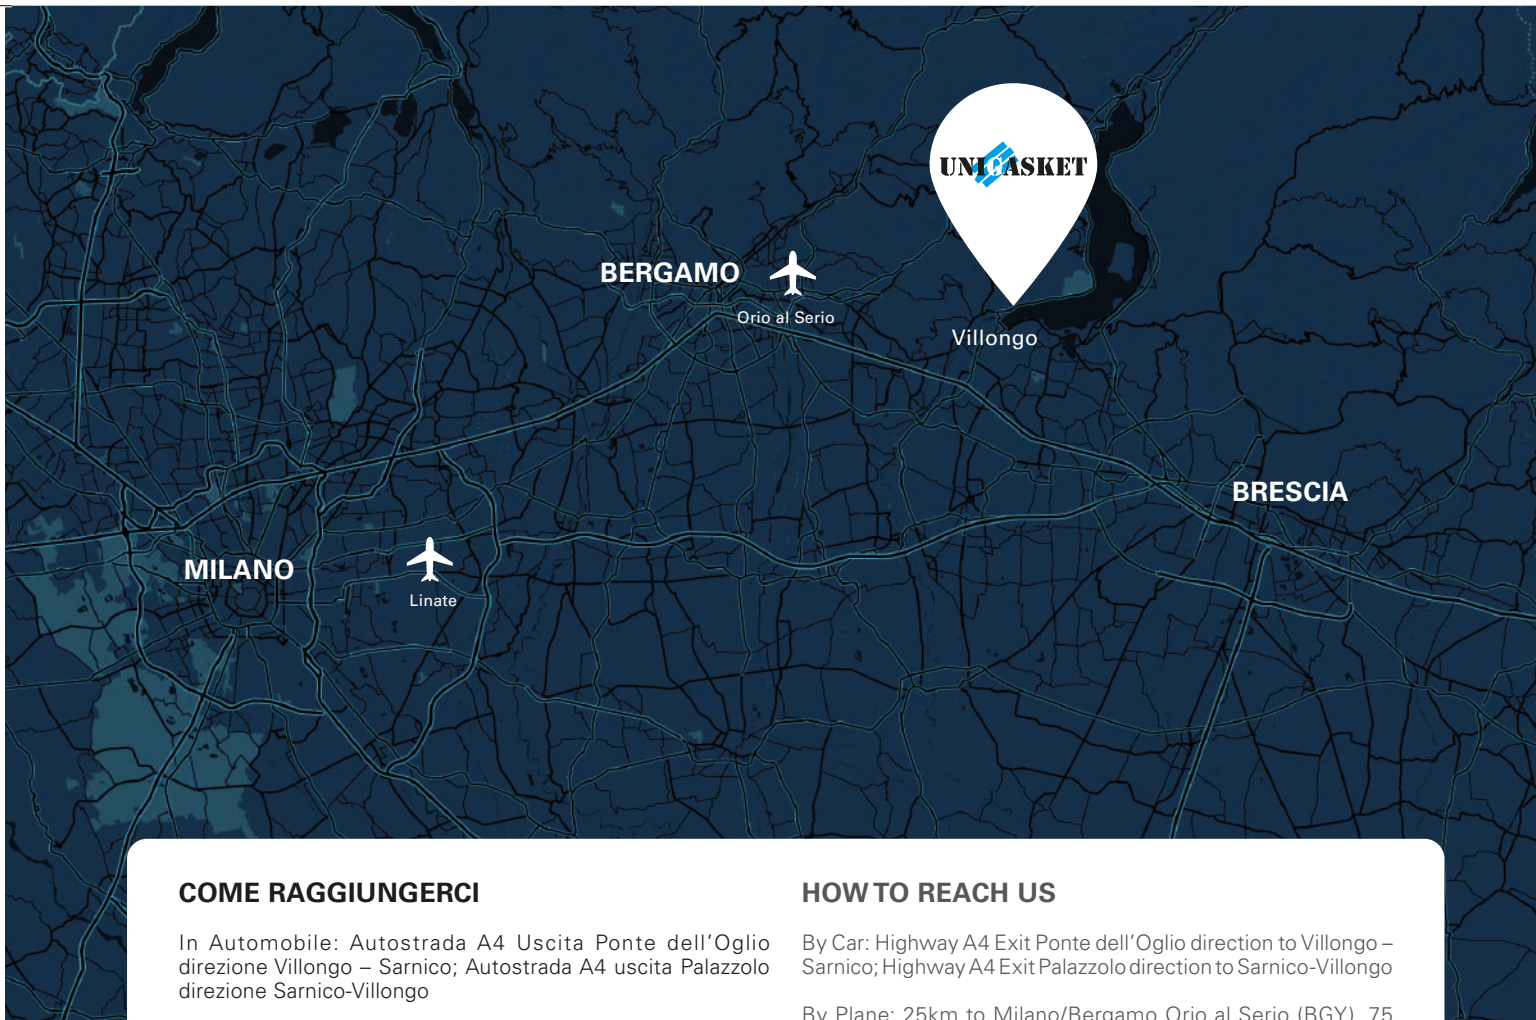 UNIGASKET
BERGAMO
Orio al Serio
Villongo
BRESCIA
MILANO
Linate
COME RAGGIUNGERCI
In Automobile: Autostrada A4 Uscita Ponte dell’Oglio
direzione Villongo – Sarnico; Autostrada A4 uscita Palazzolo
direzione Sarnico-Villongo
HOW TO REACH US
By Car: Highway A4 Exit Ponte dell’Oglio direction to Villongo –
Sarnico; Highway A4 Exit Palazzolo direction to Sarnico-Villongo
By Plane: 25km to Milano/Bergamo Orio al Serio (BGY), 75